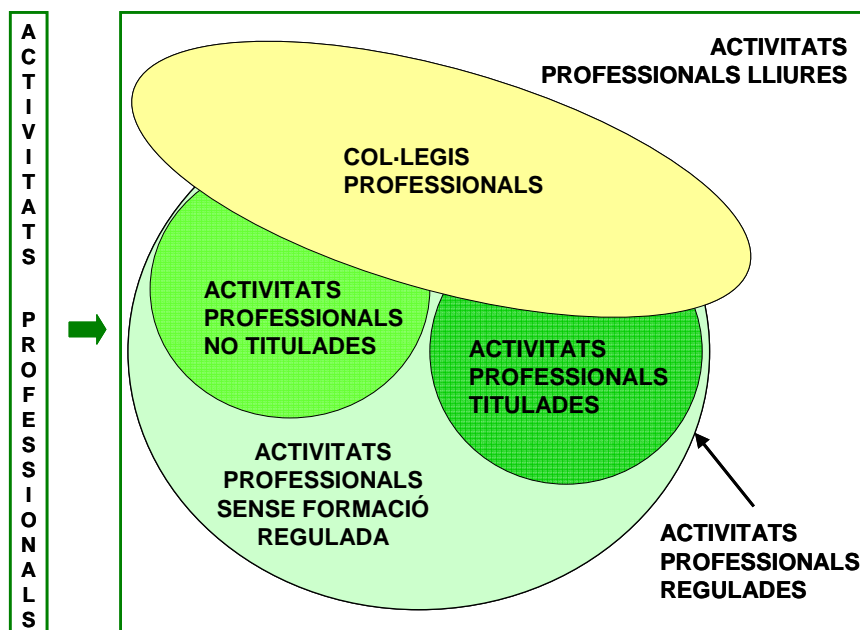 ACTIVITATS PROFESSIONALS
ACTIVITATS
PROFESSIONALS LLIURES
COL·LEGIS
PROFESSIONALS
ACTIVITATS
PROFESSIONALS
NO TITULADES
ACTIVITATS
PROFESSIONALS
TITULADES
ACTIVITATS
PROFESSIONALS
SENSE FORMACIÓ
REGULADA
ACTIVITATS
PROFESSIONALS
REGULADES